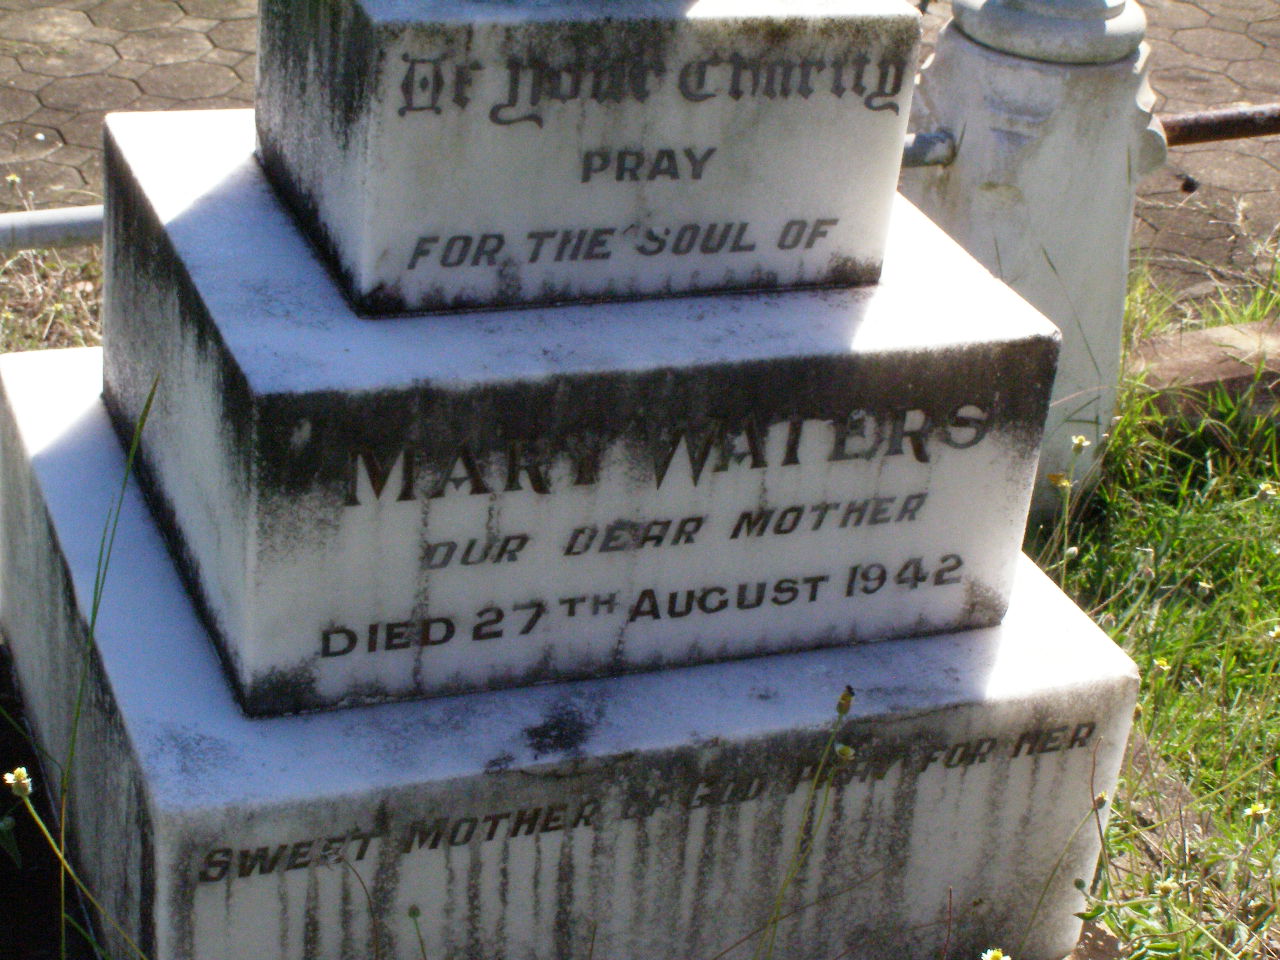 Of Your Charity
PRAY
FOR THE SOUL OF
MARY WATERS
OUR DEAR MOTHER
DIED 27TH AUGUST 1942
SWEET MOTHER OF GOD PRAY FOR HER